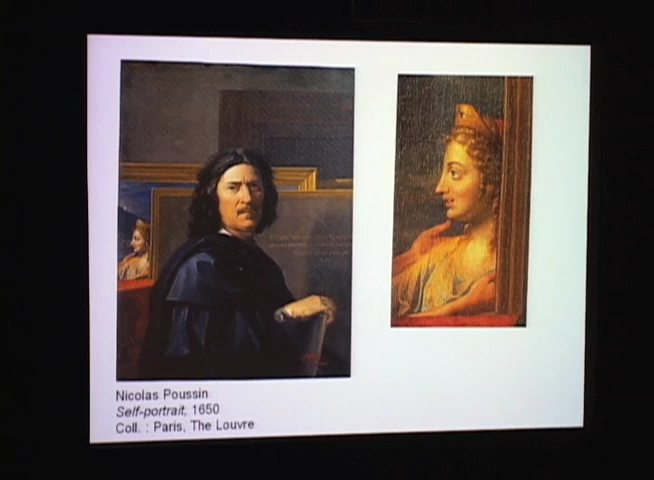 Nicolas Poussin
Self-portrait, 1650
Coll. : Paris, The Louvre